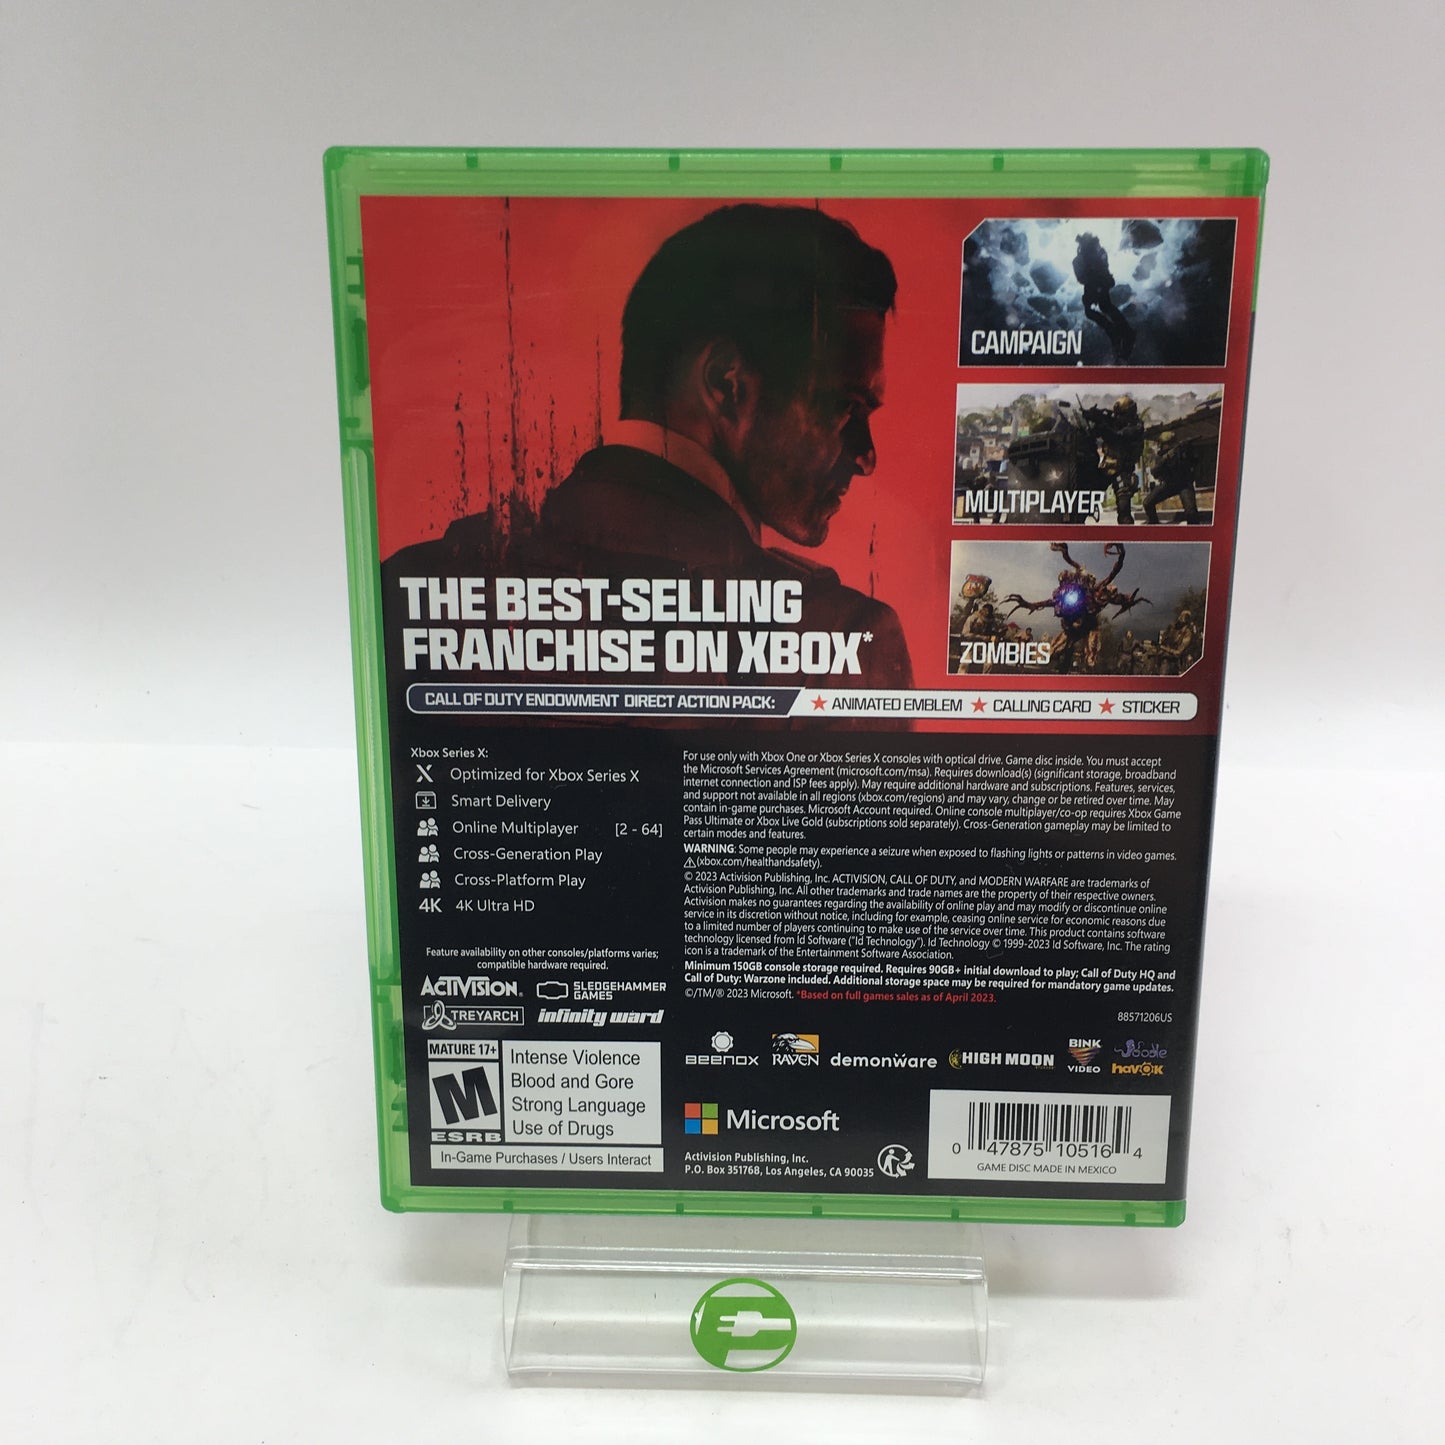 CAMPAIGN
MULTIPLAYER
ZOMBIES
THE BEST-SELLING
FRANCHISE ON XBOX*
CALL OF DUTY ENDOWMENT DIRECT ACTION PACK: ★ ANIMATED EMBLEM ★ CALLING CARD ★ STICKER
Xbox Series X:
Optimized for Xbox Series X
Smart Delivery
Online Multiplayer [2 - 64]
Cross-Generation Play
Cross-Platform Play
4K 4K Ultra HD
Feature availability on other consoles/platforms varies;
compatible hardware required.
ACTIVISION.
SLEDGEHAMMER
GAMES
TREYARCH
infinity ward
MATURE 17+
M
ESRB
Intense Violence
Blood and Gore
Strong Language
Use of Drugs
In-Game Purchases / Users Interact
For use only with Xbox One or Xbox Series X consoles with optical drive. Game disc inside. You must accept
the Microsoft Services Agreement (microsoft.com/msa). Requires download(s) (significant storage, broadband
internet connection and ISP fees apply). May require additional hardware and subscriptions. Features, services,
and support not available in all regions (xbox.com/regions) and may vary, change or be retired over time. May
contain in-game purchases. Microsoft Account required. Online console multiplayer/co-op requires Xbox Game
Pass Ultimate or Xbox Live Gold (subscriptions sold separately). Cross-Generation gameplay may be limited to
certain modes and features.
WARNING: Some people may experience a seizure when exposed to flashing lights or patterns in video games.
(xbox.com/healthandsafety).
© 2023 Activision Publishing, Inc. ACTIVISION, CALL OF DUTY, and MODERN WARFARE are trademarks of
Activision Publishing, Inc. All other trademarks and trade names are the property of their respective owners.
Activision makes no guarantees regarding the availability of online play and may modify or discontinue online
service in its discretion without notice, including for example, ceasing online service for economic reasons due
to a limited number of players continuing to make use of the service over time. This product contains software
technology licensed from Id Software ("Id Technology"). Id Technology © 1999-2023 Id Software, Inc. The rating
icon is a trademark of the Entertainment Software Association.
Minimum 150GB console storage required. Requires 90GB+ initial download to play; Call of Duty HQ and
Call of Duty: Warzone included. Additional storage space may be required for mandatory game updates.
©/TM/® 2023 Microsoft. *Based on full games sales as of April 2023.
88571206US
BEENOX
RAVEN
demonware
HIGH MOON
BINK
VIDEO
oodle
havok
Microsoft
Activision Publishing, Inc.
P.O. Box 351768, Los Angeles, CA 90035
0 47875 10516 4
GAME DISC MADE IN MEXICO